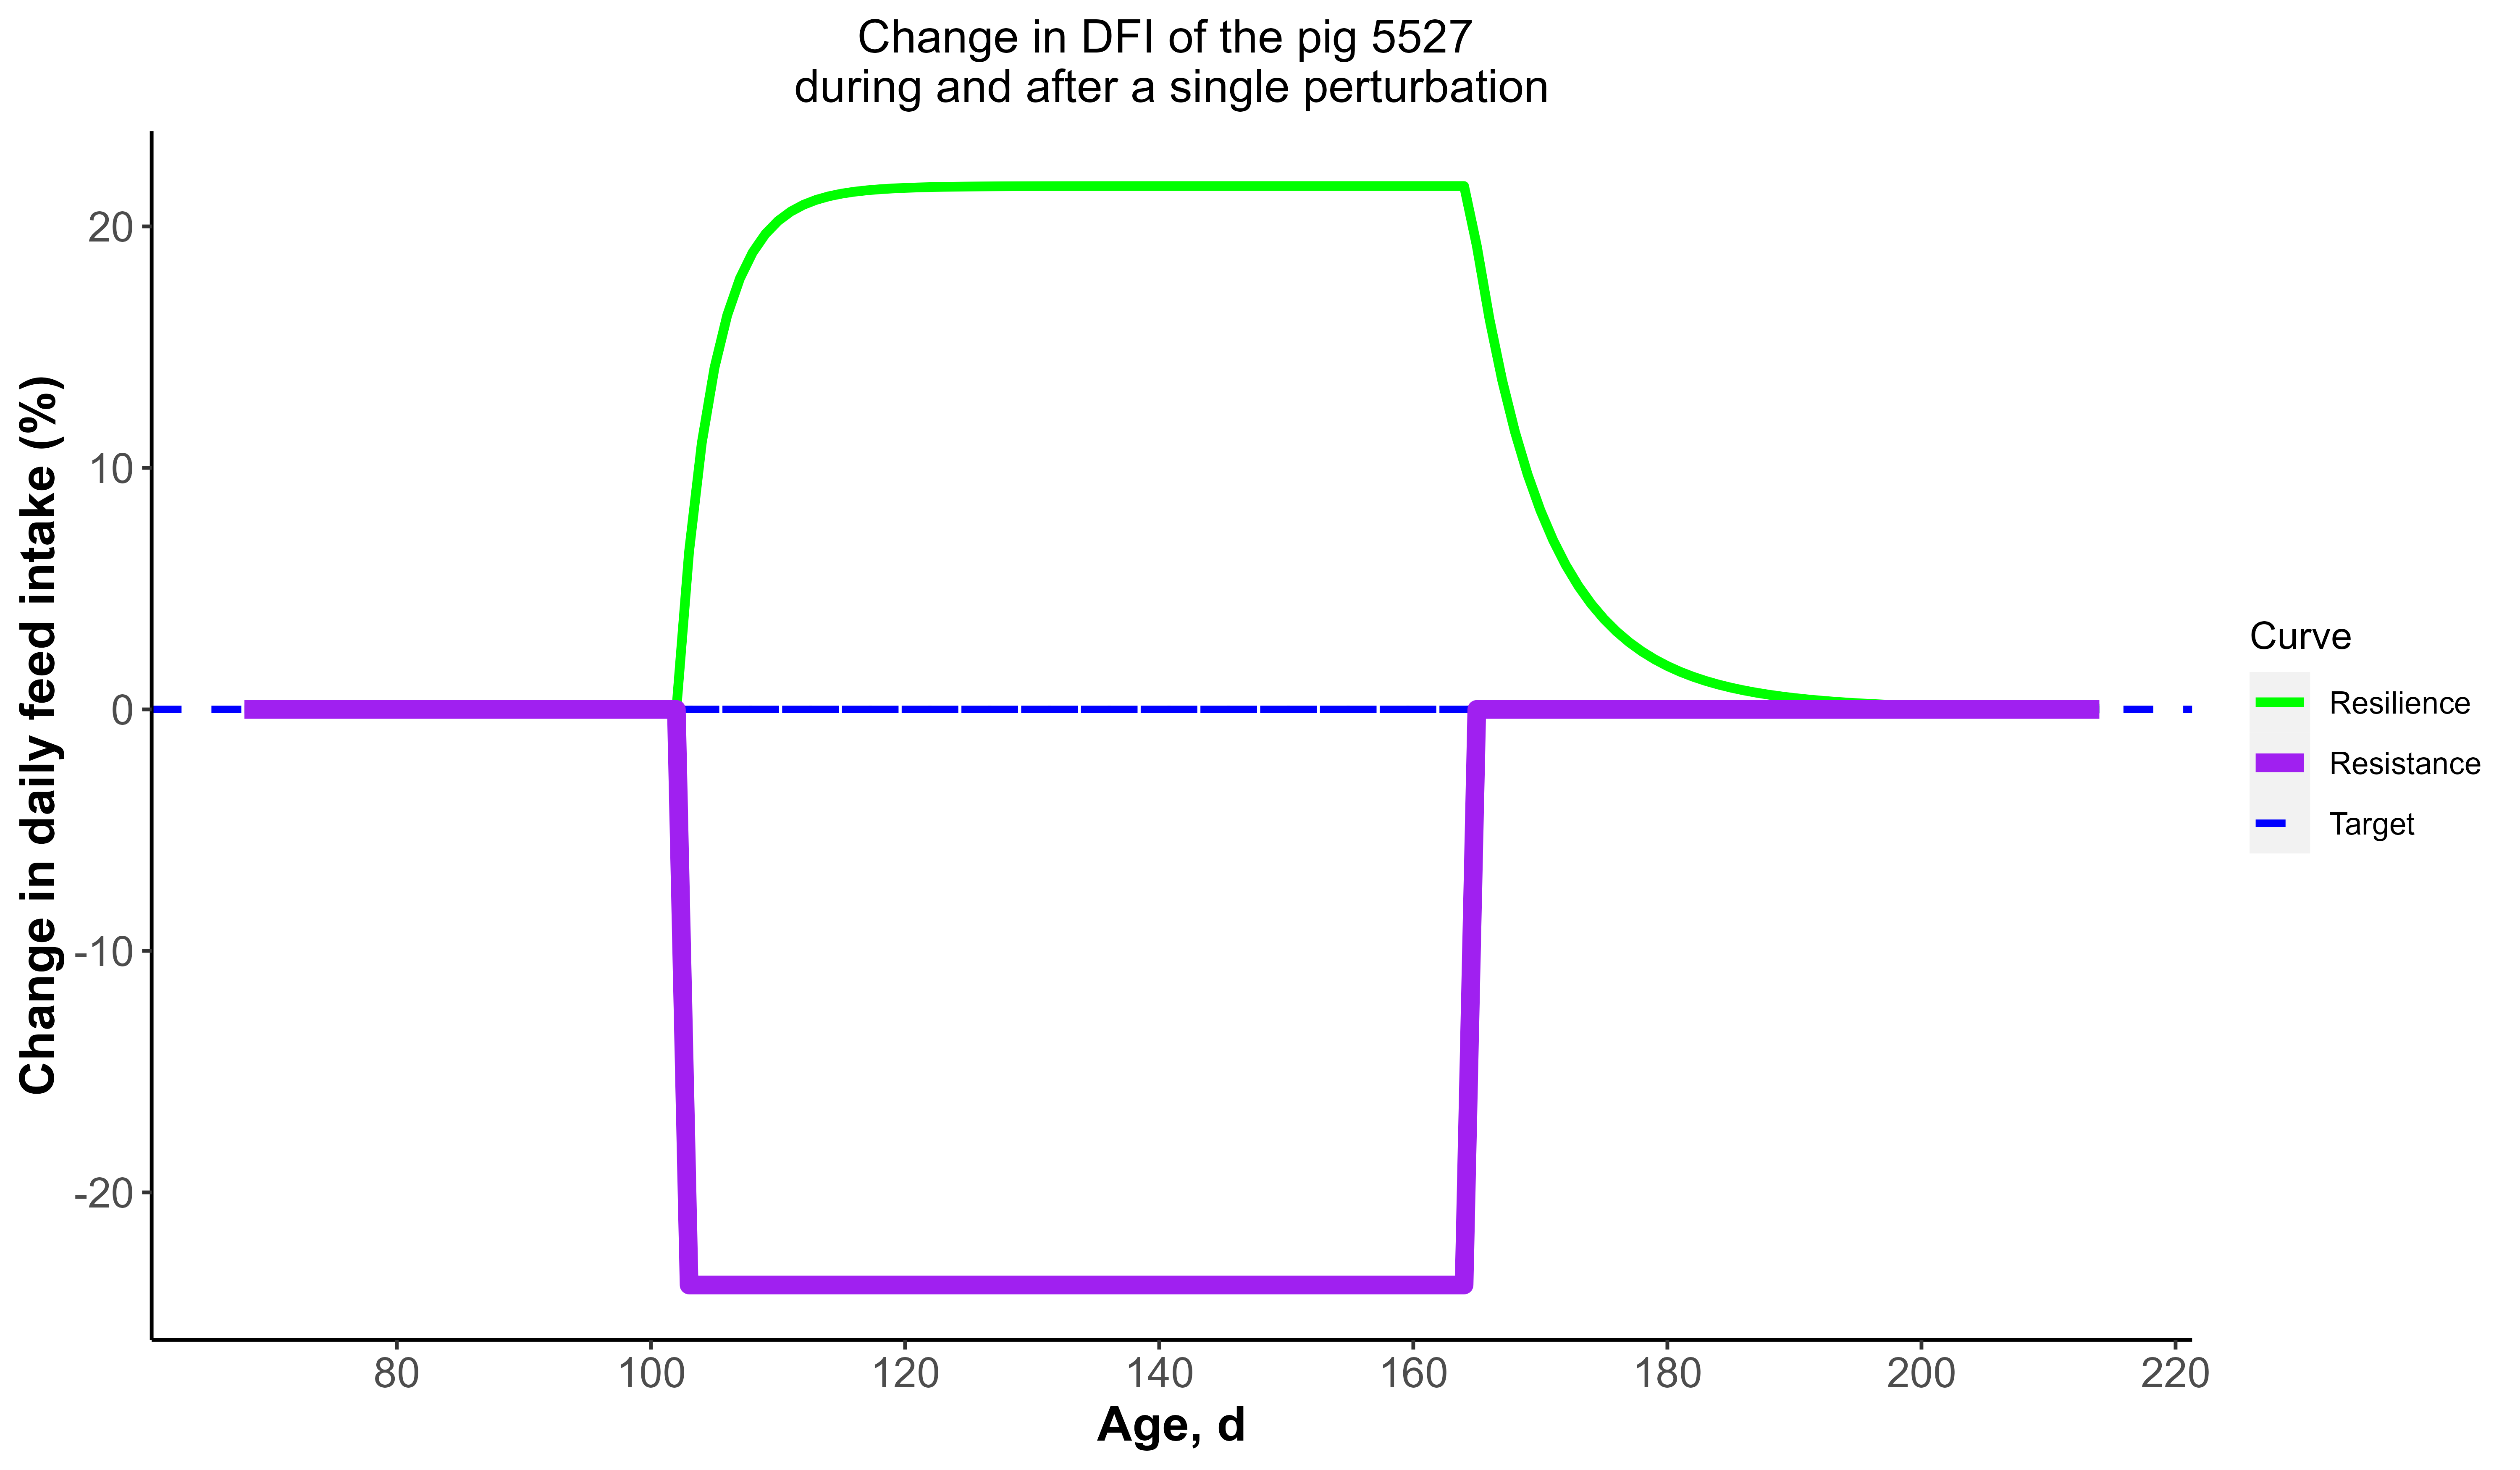 Change in DFI of the pig 5527
during and after a single perturbation
Change in daily feed intake (%)
20
10
0
-10
-20
80
100
120
140
160
180
200
220
Age, d
Curve
Resilience
Resistance
Target